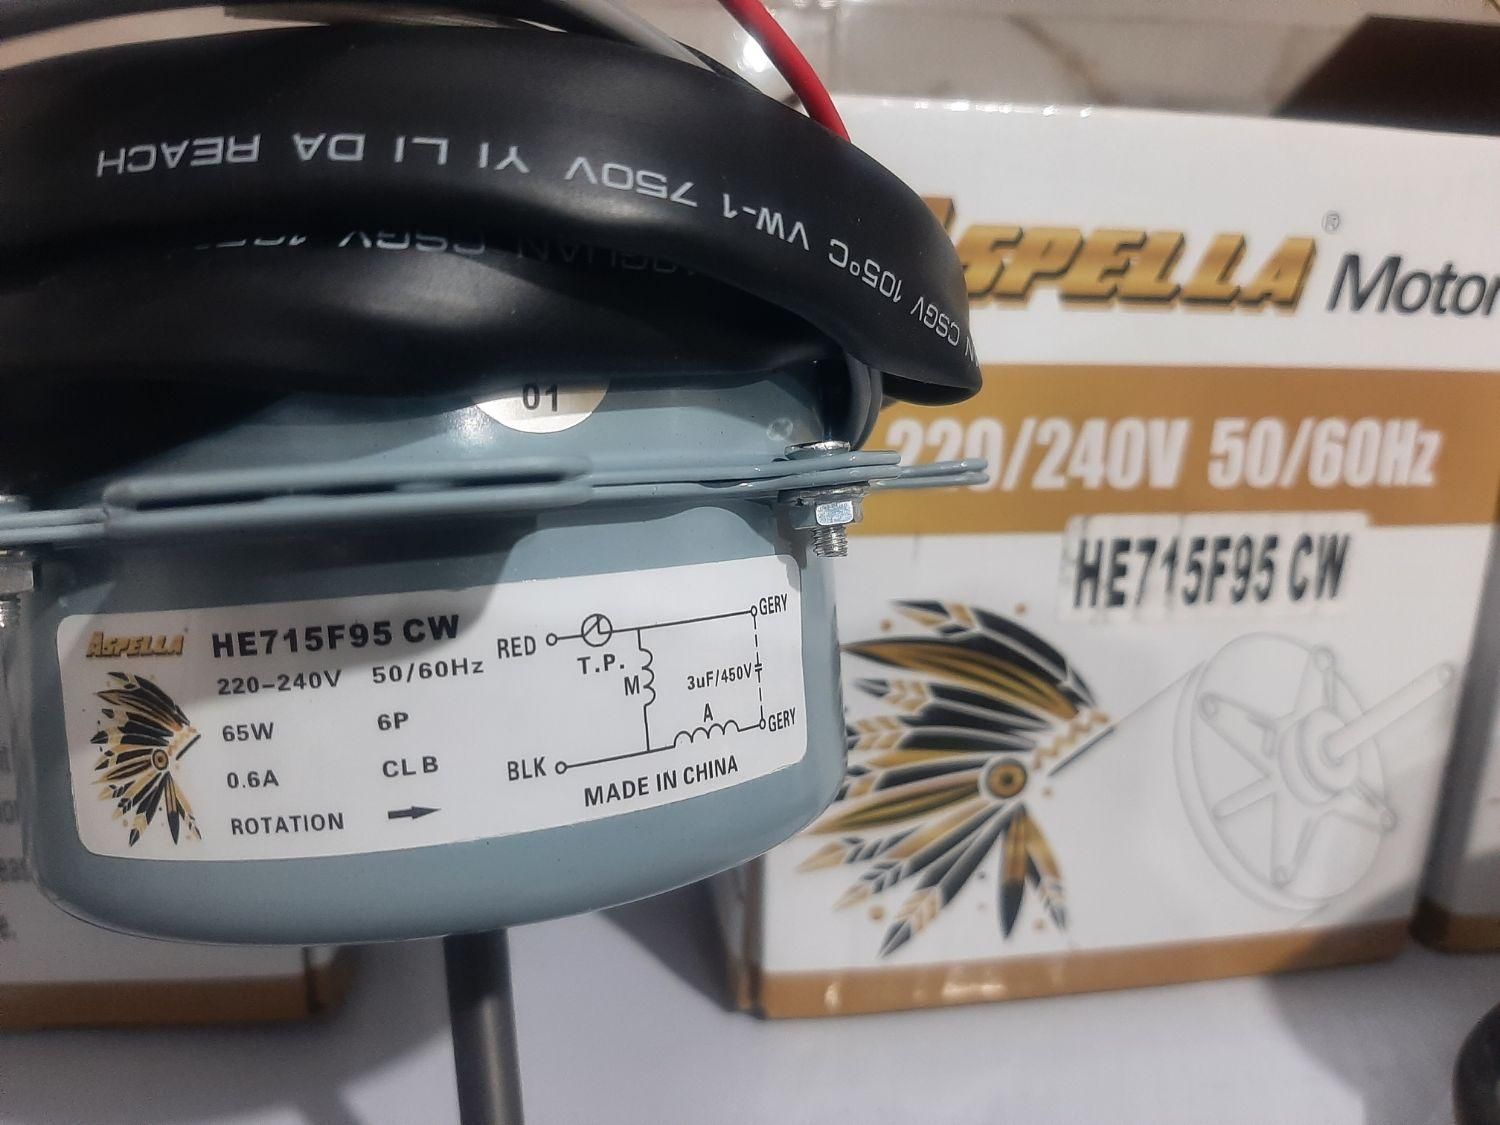 REACH YI LI DA 750V VW-1 105°C CSGV
CSGV
01
ASPELLA® Motor
220/240V 50/60Hz
HE715F95 CW
ASPELLA
HE715F95 CW
220-240V 50/60Hz
65W 6P
0.6A CL B
ROTATION
RED
T.P.
GERY
M
3uF/450V
A
GERY
BLK
MADE IN CHINA